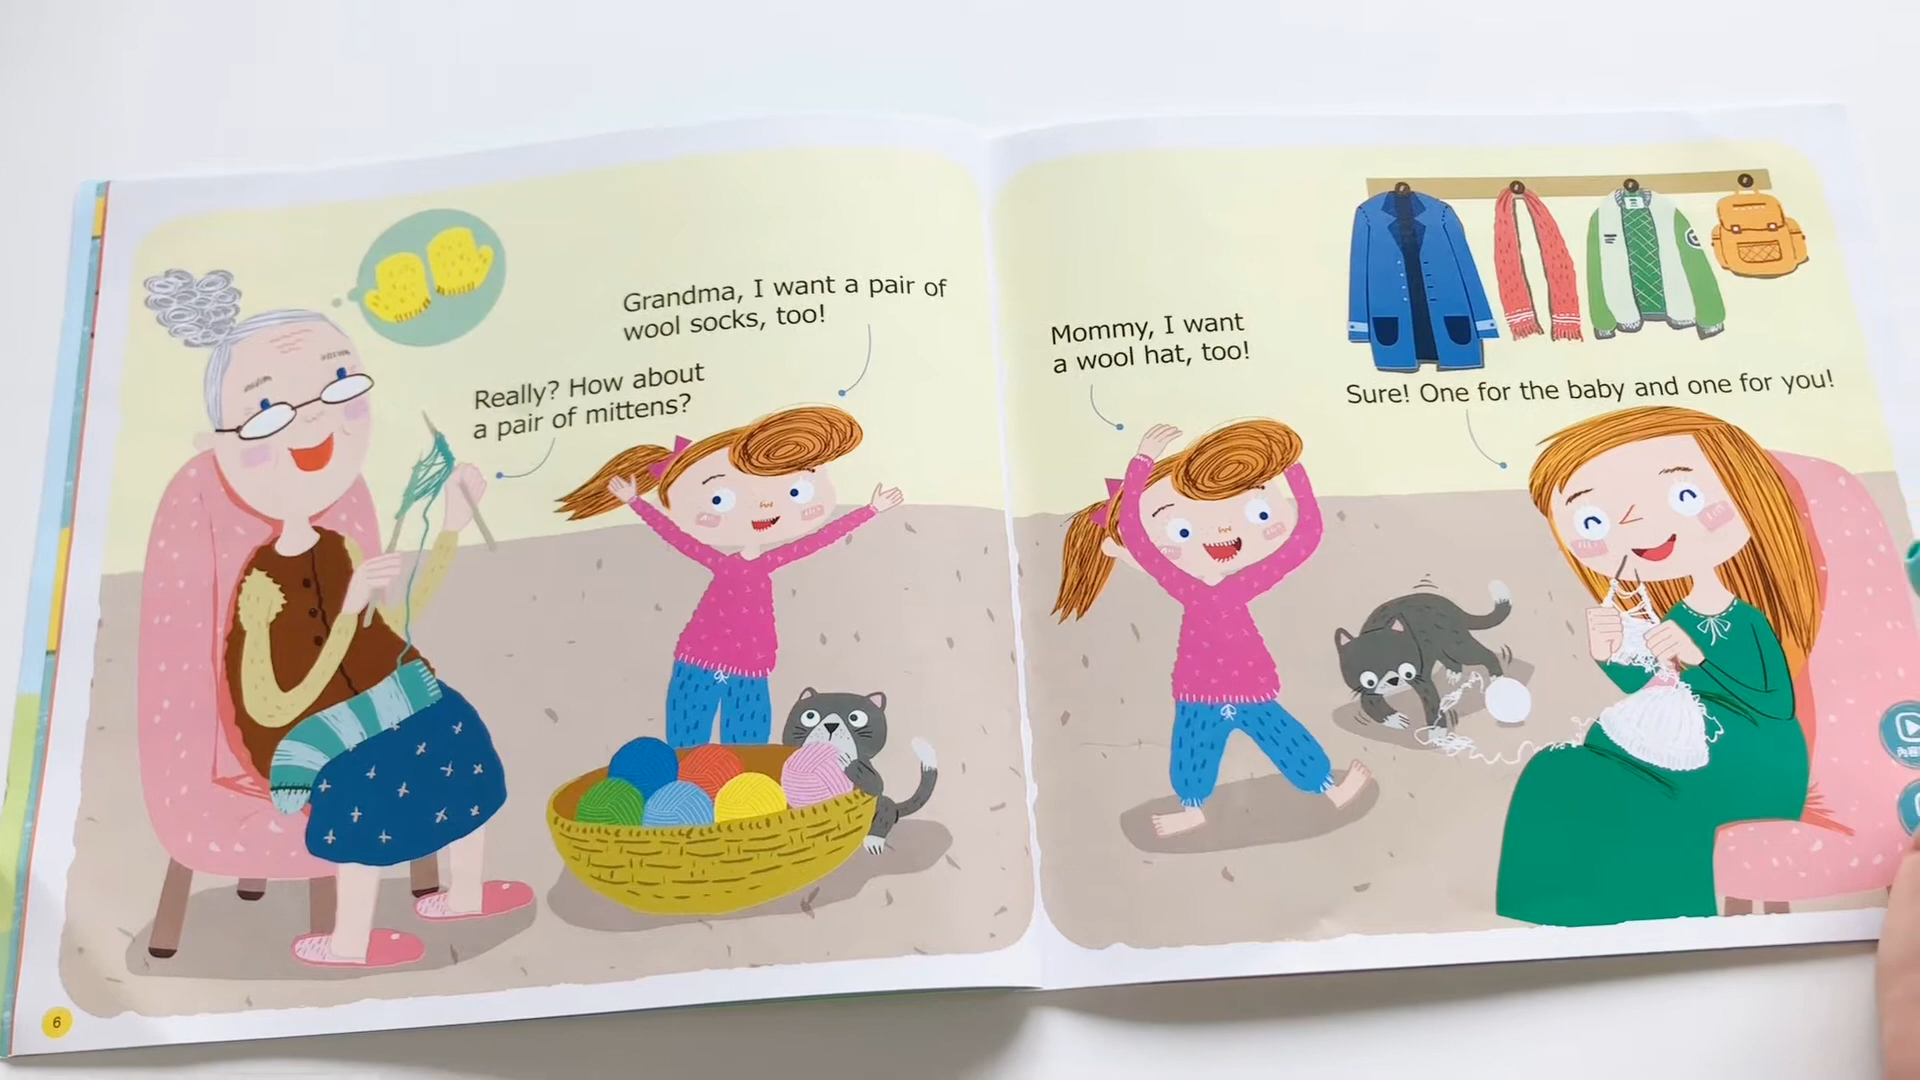 Grandma, I want a pair of
wool socks, too!
Really? How about
a pair of mittens?
6
Mommy, I want
a wool hat, too!
Sure! One for the baby and one for you!